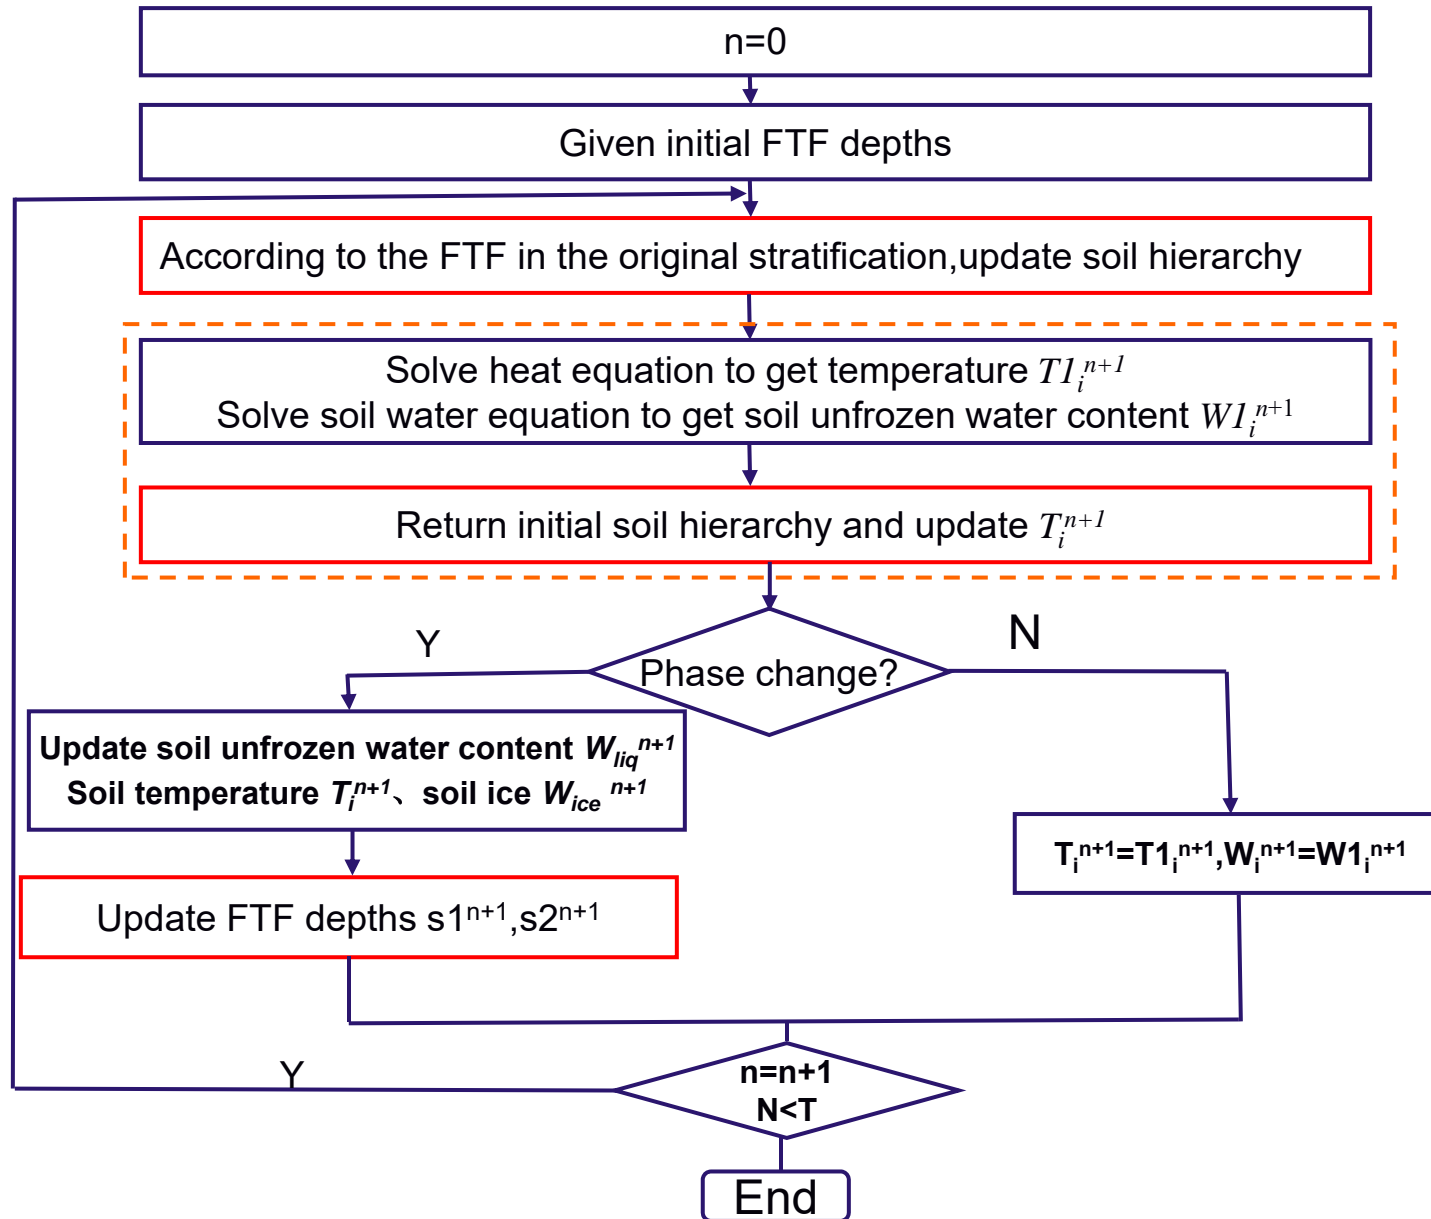 n=0
Given initial FTF depths
According to the FTF in the original stratification,update soil hierarchy
Solve heat equation to get temperature T1ᵢⁿ⁺¹
Solve soil water equation to get soil unfrozen water content W1ᵢⁿ⁺¹
Return initial soil hierarchy and update Tᵢⁿ⁺¹
Phase change?
Y
N
Update soil unfrozen water content W_liq^n+1
Soil temperature Tᵢⁿ⁺¹、soil ice W_ice^n+1
Tᵢⁿ⁺¹=T1ᵢⁿ⁺¹,Wᵢⁿ⁺¹=W1ᵢⁿ⁺¹
Update FTF depths s1ⁿ⁺¹,s2ⁿ⁺¹
Y
n=n+1
N<T
End